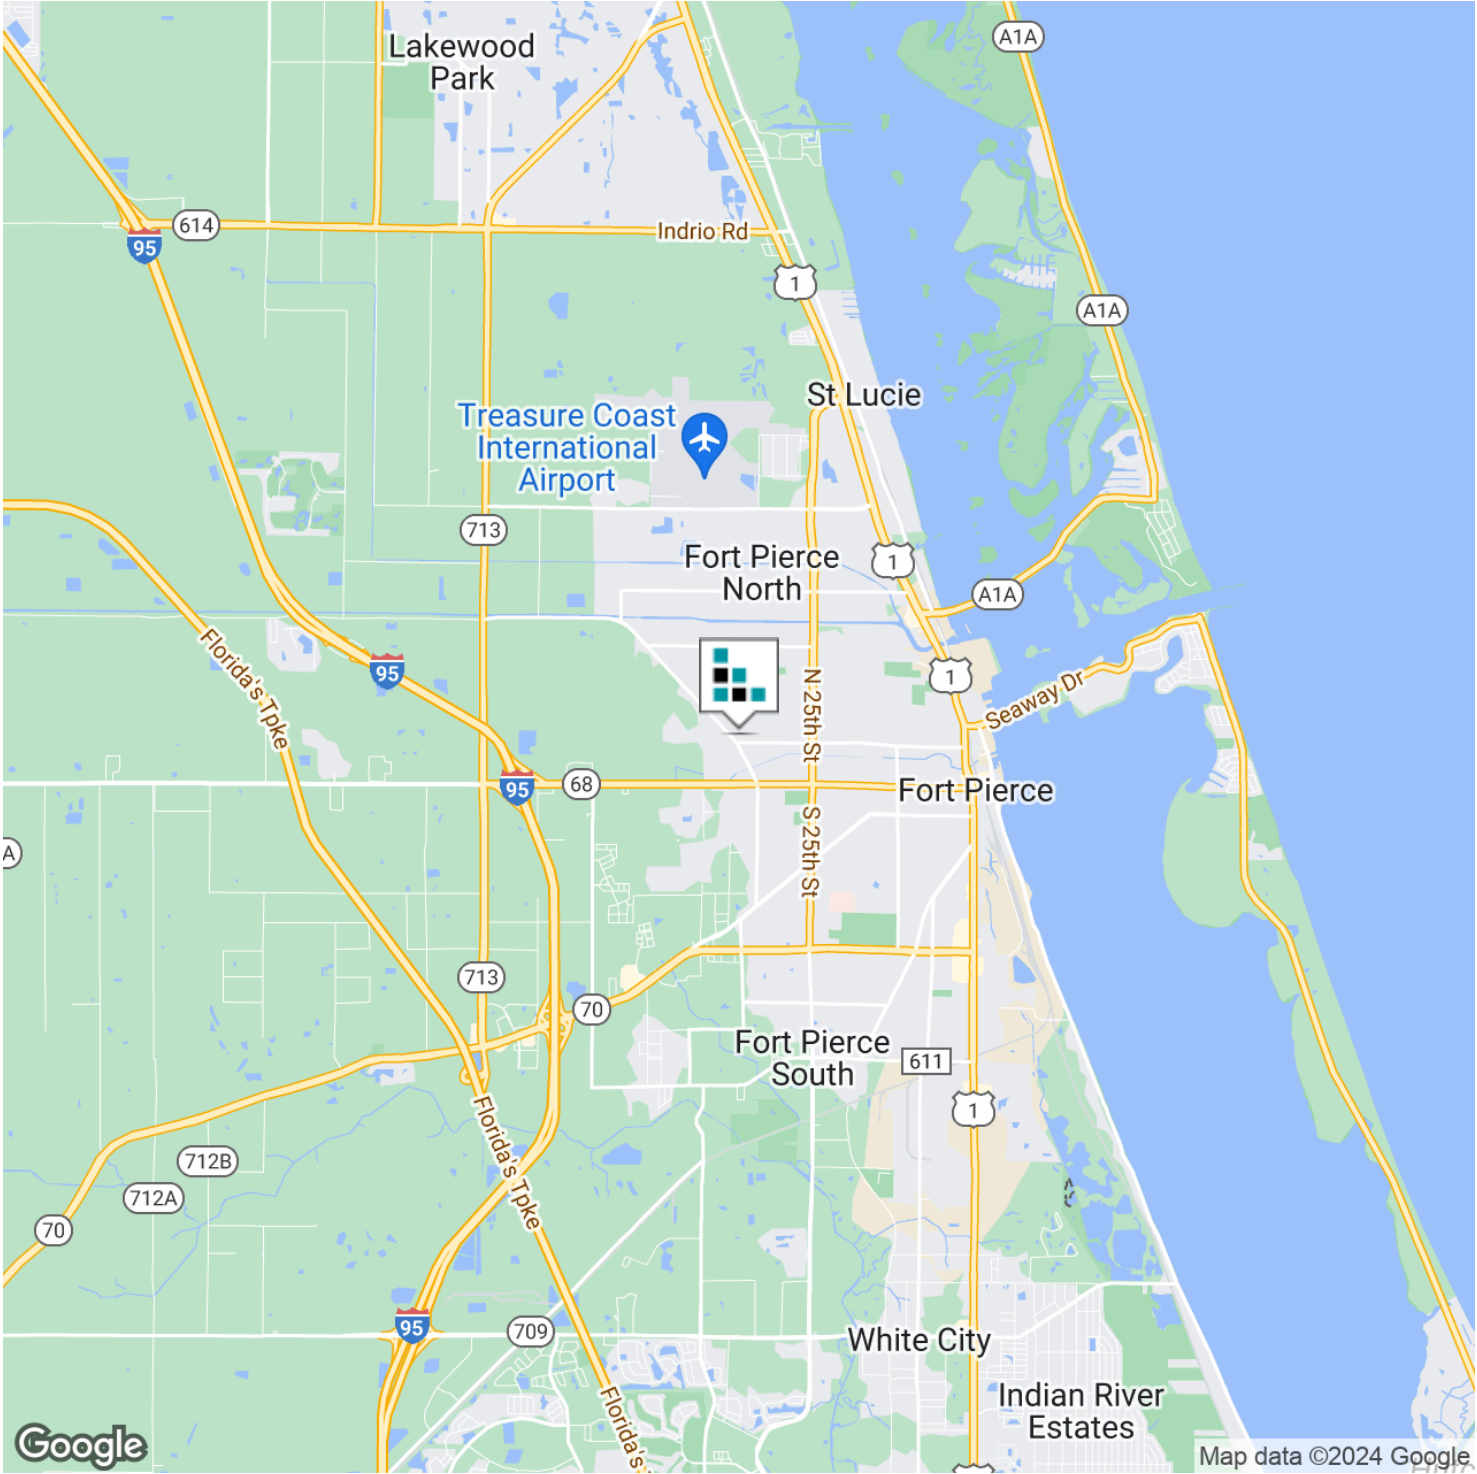 Lakewood
Park
A1A
614
95
Indrio Rd
1
A1A
St Lucie
Treasure Coast
International
Airport
713
Fort Pierce
North
1
A1A
Florida's Tpke
95
N 25th St
1
Seaway Dr
95
68
Fort Pierce
S 25th St
A
713
70
Fort Pierce
South
611
1
Florida's Tpke
712B
712A
70
95
709
White City
Indian River
Estates
Florida's
Google
Map data ©2024 Google